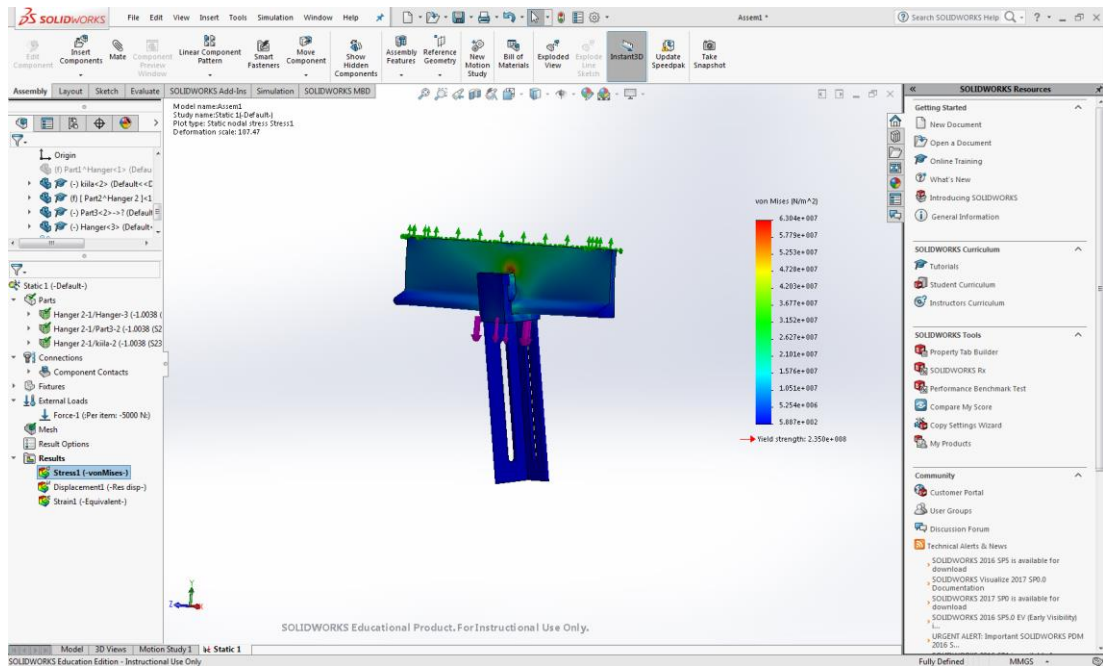 SOLIDWORKS File Edit View Insert Tools Simulation Window Help Assem1 * Search SOLIDWORKS Help
Edit Component
Insert Components
Mate
Component Preview Window
Linear Component Pattern
Smart Fasteners
Move Component
Show Hidden Components
Assembly Features
Reference Geometry
New Motion Study
Bill of Materials
Exploded View
Explode Line Sketch
Instant3D
Update Speedpak
Take Snapshot
Assembly Layout Sketch Evaluate SOLIDWORKS Add-Ins Simulation SOLIDWORKS MBD
Model name:Assem1
Study name:Static 1(-Default-)
Plot type: Static nodal stress Stress1
Deformation scale: 107.47
Origin
(f) Part1^Hanger<1> (Defau
(-) kiila<2> (Default<<D
(f) [ Part2^Hanger 2 ]<1
(-) Part3<2>->? (Default
(-) Hanger<3> (Default<
Static 1 (-Default-)
Parts
Hanger 2-1/Hanger-3 (-1.0038 (
Hanger 2-1/Part3-2 (-1.0038 (S2
Hanger 2-1/kiila-2 (-1.0038 (S23
Connections
Component Contacts
Fixtures
External Loads
Force-1 (:Per item: -5000 N:)
Mesh
Result Options
Results
Stress1 (-vonMises-)
Displacement1 (-Res disp-)
Strain1 (-Equivalent-)
von Mises (N/m^2)
6.304e+007
5.779e+007
5.253e+007
4.728e+007
4.203e+007
3.677e+007
3.152e+007
2.627e+007
2.101e+007
1.576e+007
1.051e+007
5.254e+006
5.887e+002
Yield strength: 2.350e+008
Y
Z
SOLIDWORKS Educational Product. For Instructional Use Only.
SOLIDWORKS Resources
Getting Started
New Document
Open a Document
Online Training
What's New
Introducing SOLIDWORKS
General Information
SOLIDWORKS Curriculum
Tutorials
Student Curriculum
Instructors Curriculum
SOLIDWORKS Tools
Property Tab Builder
SOLIDWORKS Rx
Performance Benchmark Test
Compare My Score
Copy Settings Wizard
My Products
Community
Customer Portal
User Groups
Discussion Forum
Technical Alerts & News
SOLIDWORKS 2016 SP5 is available for
download
SOLIDWORKS Visualize 2017 SP0.0
Documentation
SOLIDWORKS 2017 SP0 is available for
download
SOLIDWORKS 2016 SP5.0 EV (Early Visibility)
i...
URGENT ALERT: Important SOLIDWORKS PDM
2016 S...
Model 3D Views Motion Study 1 Static 1
SOLIDWORKS Education Edition - Instructional Use Only Fully Defined MMGS